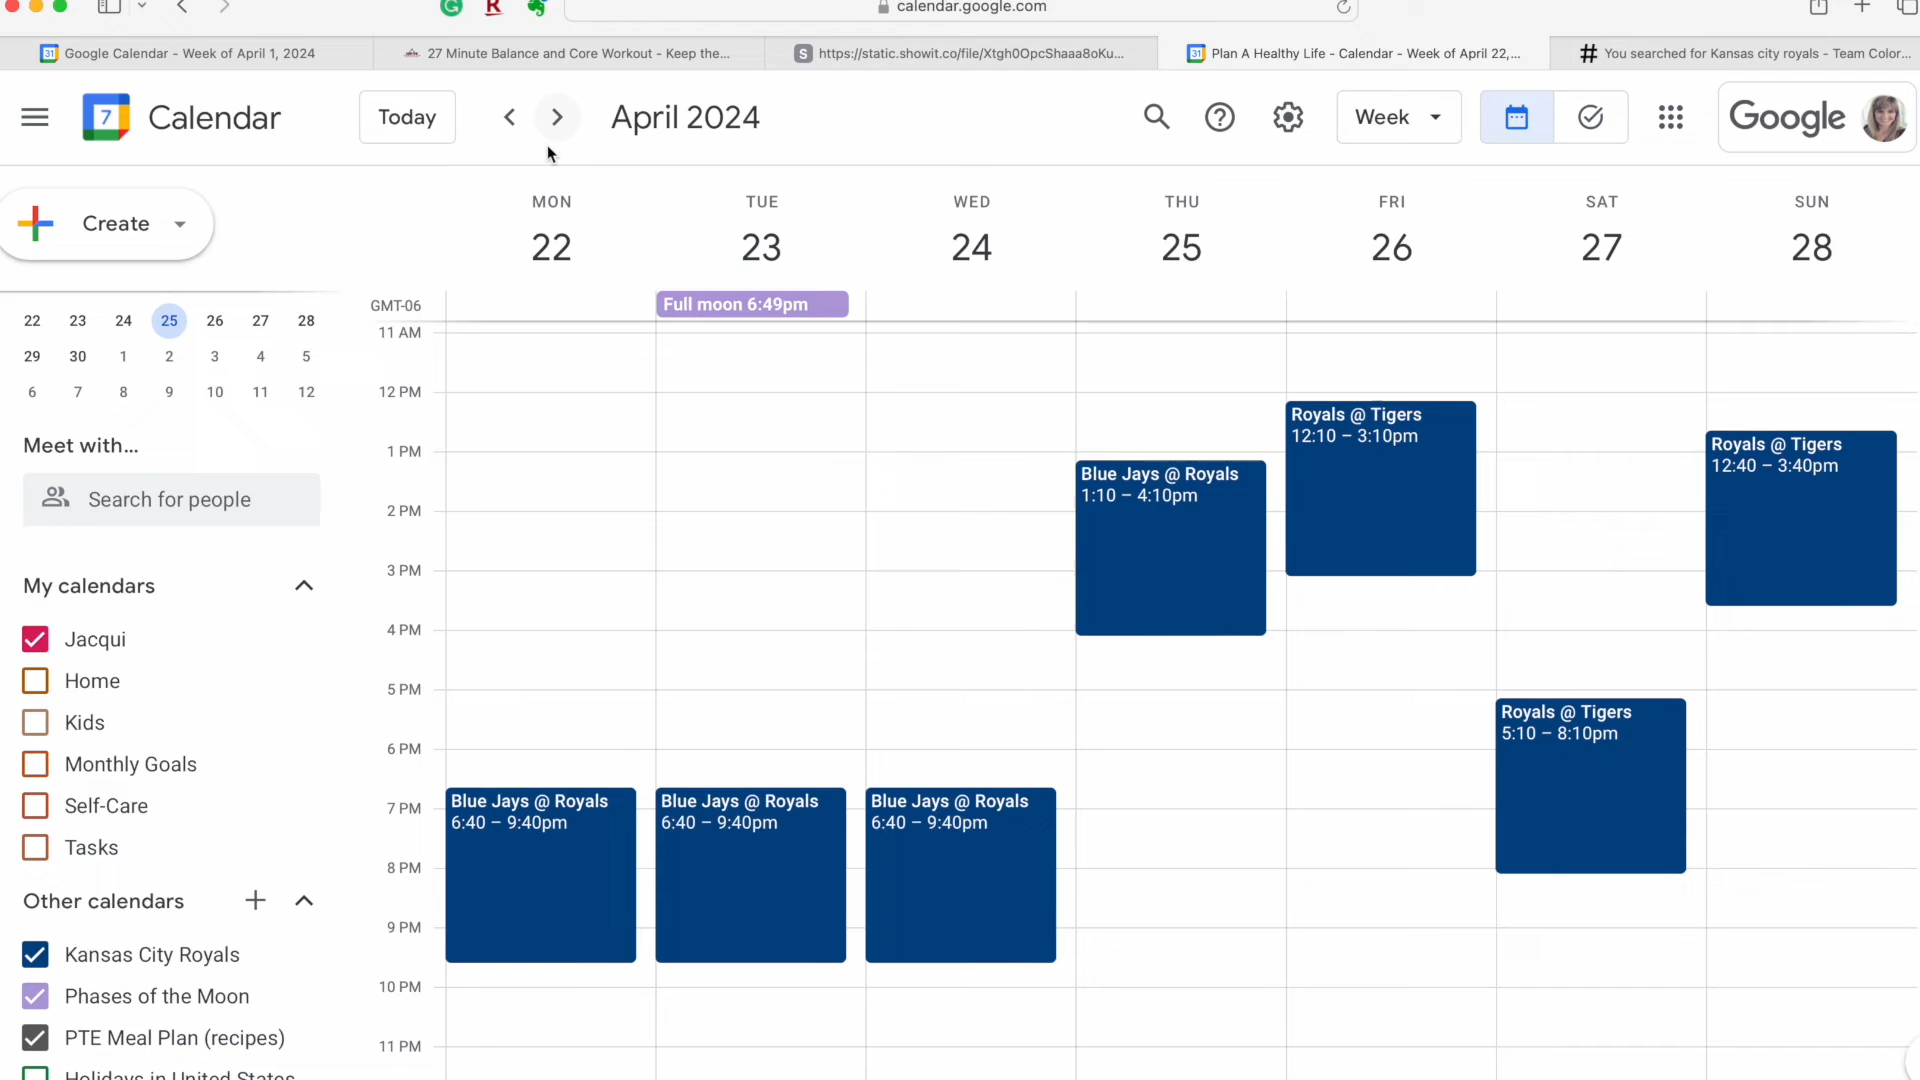 calendar.google.com
Google Calendar - Week of April 1, 2024
27 Minute Balance and Core Workout - Keep the...
https://static.showit.co/file/Xtgh0OpcShaaa8oKu...
Plan A Healthy Life - Calendar - Week of April 22,...
You searched for Kansas city royals - Team Color...
7 Calendar
Today
April 2024
Week
Google
Create
MON TUE WED THU FRI SAT SUN
22 23 24 25 26 27 28
GMT-06
Full moon 6:49pm
22 23 24 25 26 27 28
29 30 1 2 3 4 5
6 7 8 9 10 11 12
Meet with...
Search for people
My calendars
Jacqui
Home
Kids
Monthly Goals
Self-Care
Tasks
Other calendars
Kansas City Royals
Phases of the Moon
PTE Meal Plan (recipes)
Holidays in United States
11 AM
12 PM
1 PM
2 PM
3 PM
4 PM
5 PM
6 PM
7 PM
8 PM
9 PM
10 PM
11 PM
Blue Jays @ Royals
6:40 – 9:40pm
Blue Jays @ Royals
6:40 – 9:40pm
Blue Jays @ Royals
6:40 – 9:40pm
Blue Jays @ Royals
1:10 – 4:10pm
Royals @ Tigers
12:10 – 3:10pm
Royals @ Tigers
5:10 – 8:10pm
Royals @ Tigers
12:40 – 3:40pm